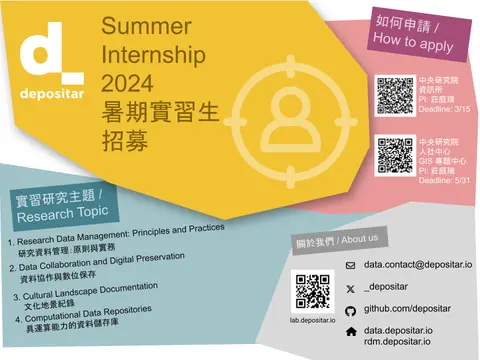 d_
depositar
Summer
Internship
2024
暑期實習生
招募
如何申請 /
How to apply
中央研究院
資訊所
PI: 莊庭瑞
Deadline: 3/15
中央研究院
人社中心
GIS 專題中心
PI: 莊庭瑞
Deadline: 5/31
實習研究主題 /
Research Topic
1. Research Data Management: Principles and Practices
研究資料管理：原則與實務
2. Data Collaboration and Digital Preservation
資料協作與數位保存
3. Cultural Landscape Documentation
文化地景紀錄
4. Computational Data Repositories
具運算能力的資料儲存庫
關於我們 / About us
lab.depositar.io
data.contact@depositar.io
_depositar
github.com/depositar
data.depositar.io
rdm.depositar.io